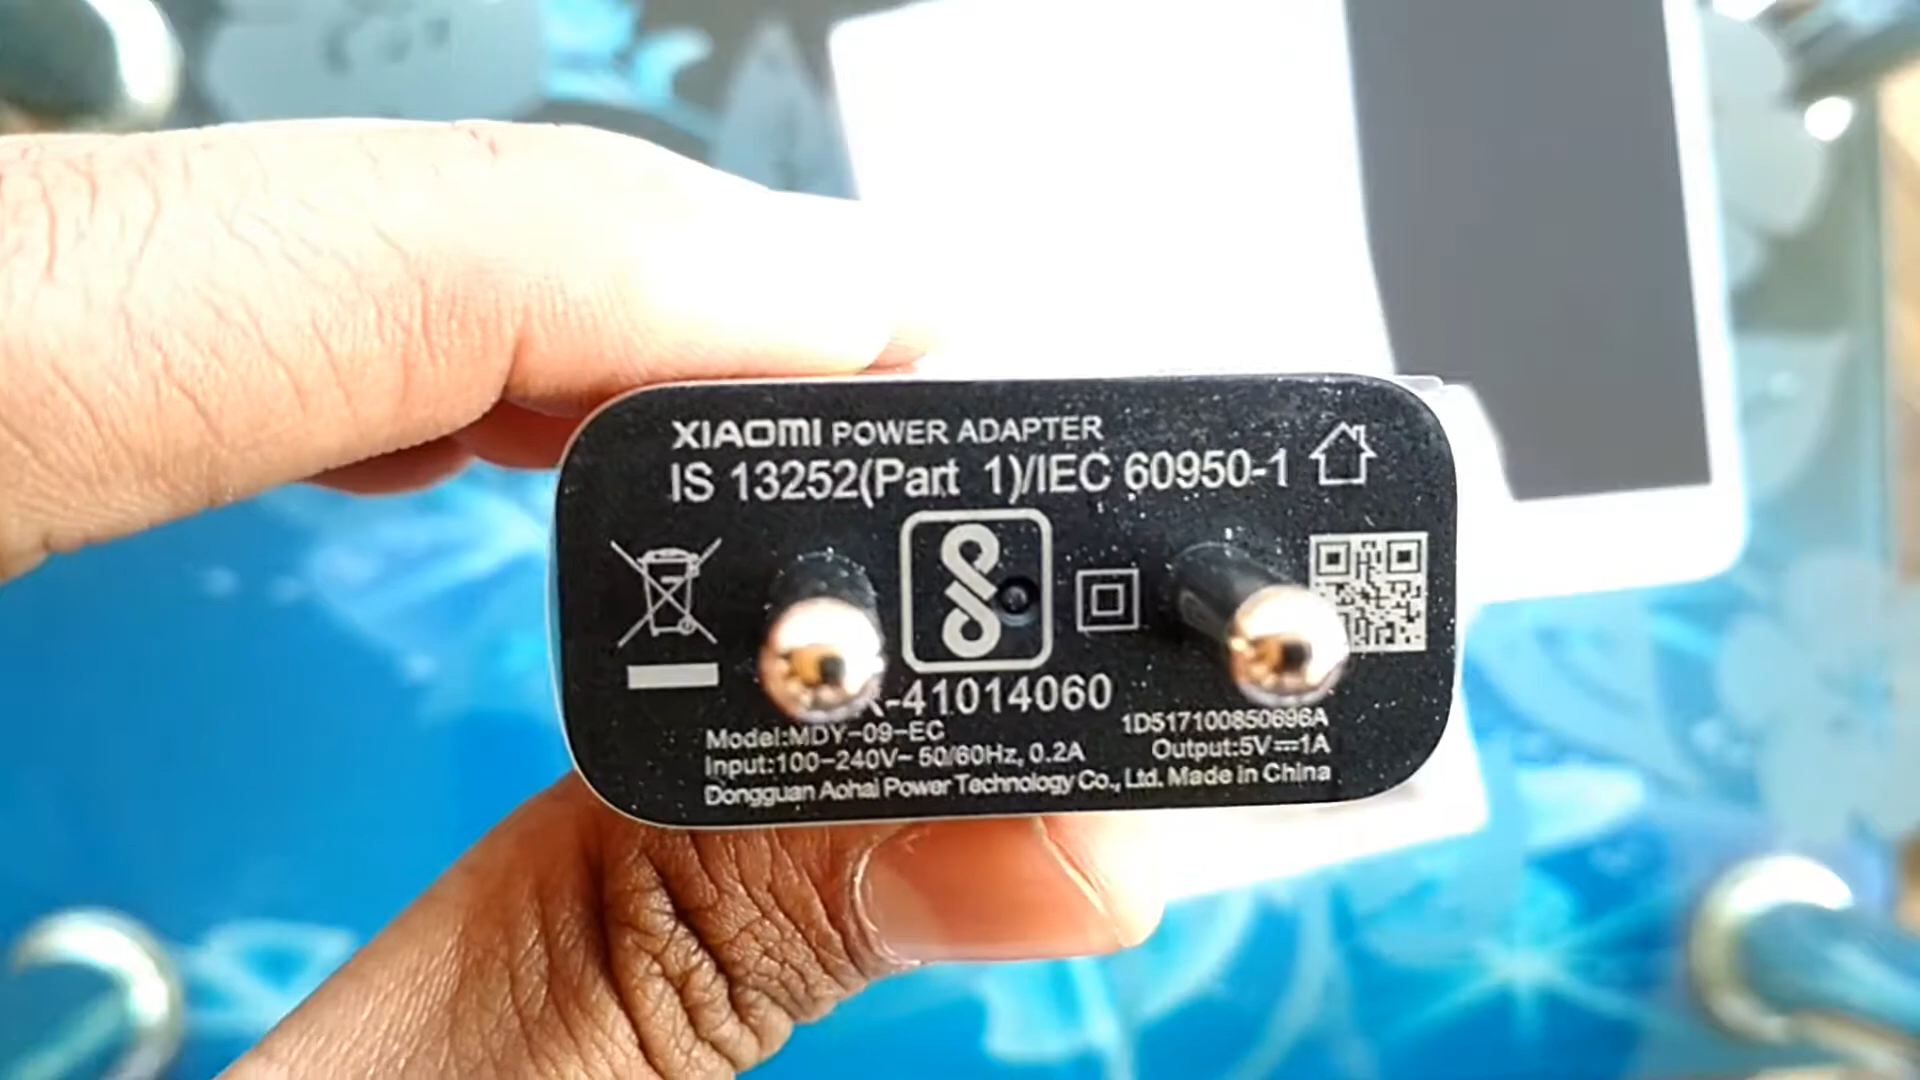 XIAOMI POWER ADAPTER
IS 13252(Part 1)/IEC 60950-1
-41014060
Model:MDY-09-EC
1D517100850696A
Input:100-240V~ 50/60Hz, 0.2A
Output:5V⎓1A
Dongguan Aohai Power Technology Co., Ltd. Made in China